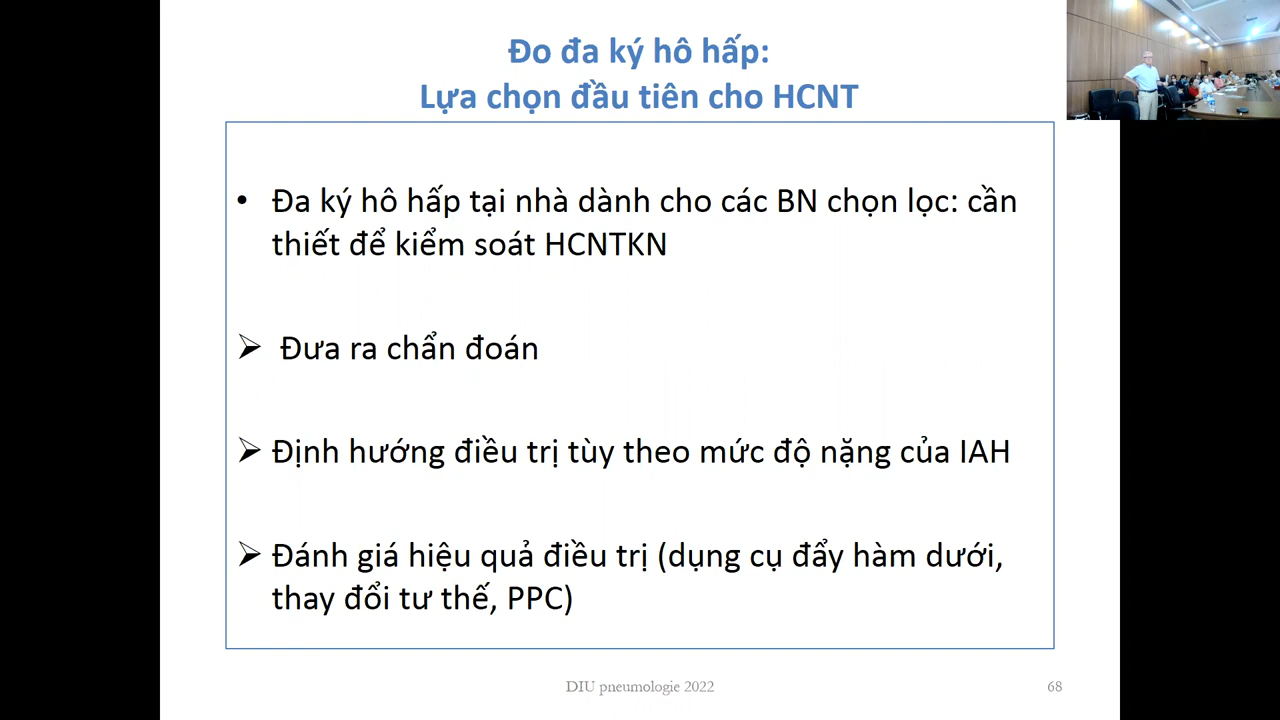 Đo đa ký hô hấp:
Lựa chọn đầu tiên cho HCNT
• Đa ký hô hấp tại nhà dành cho các BN chọn lọc: cần
thiết để kiểm soát HCNTKN
➢ Đưa ra chẩn đoán
➢ Định hướng điều trị tùy theo mức độ nặng của IAH
➢ Đánh giá hiệu quả điều trị (dụng cụ đẩy hàm dưới,
thay đổi tư thế, PPC)
DIU pneumologie 2022
68